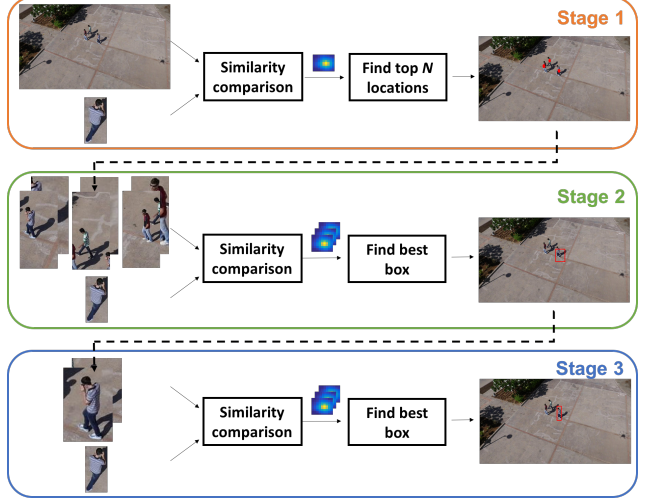 Stage 1
Similarity
comparison
Find top N
locations
Stage 2
Similarity
comparison
Find best
box
Stage 3
Similarity
comparison
Find best
box